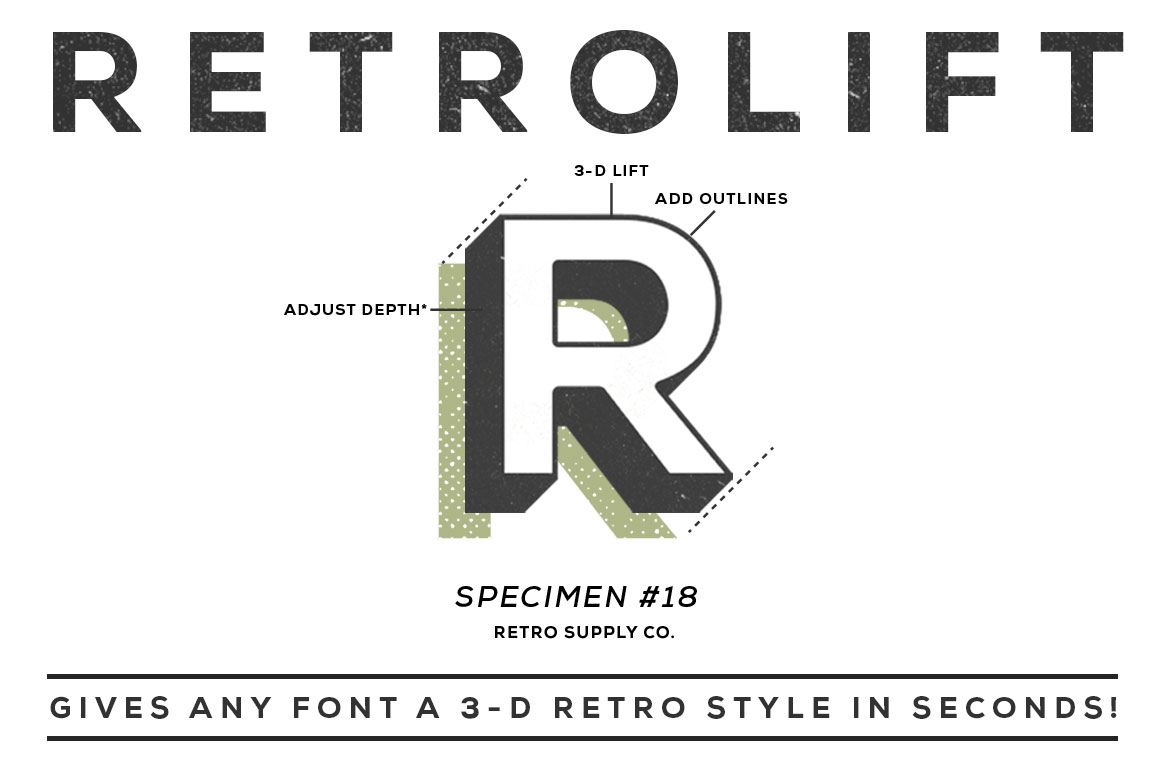 RETROLIFT
3-D LIFT
ADD OUTLINES
ADJUST DEPTH*
R
SPECIMEN #18
RETRO SUPPLY CO.
GIVES ANY FONT A 3-D RETRO STYLE IN SECONDS!